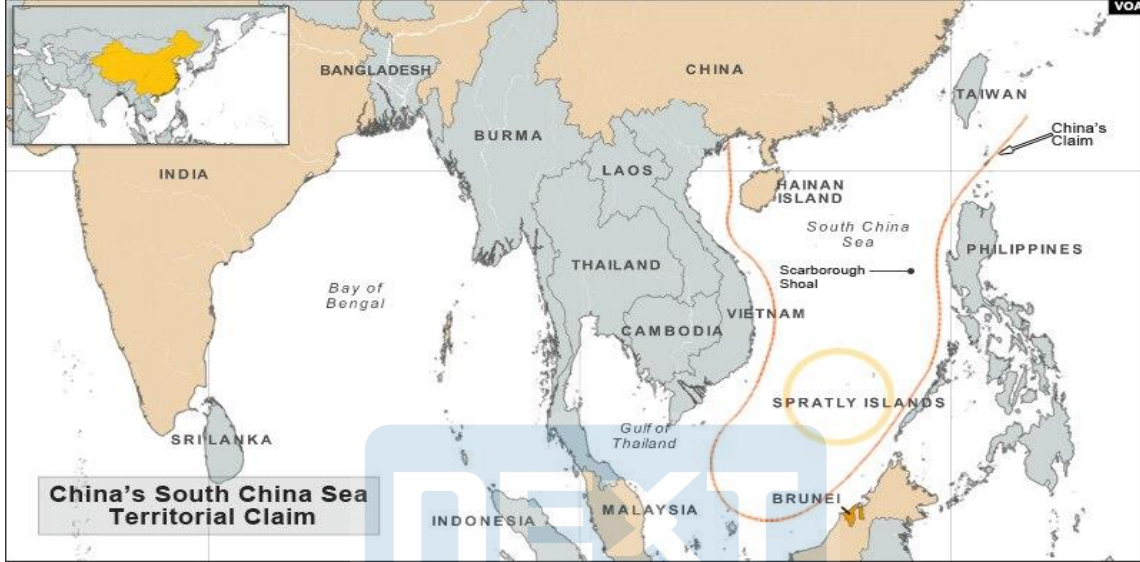 VOA
BANGLADESH
CHINA
TAIWAN
China's
Claim
BURMA
INDIA
LAOS
HAINAN
ISLAND
South China
Sea
PHILIPPINES
THAILAND
Scarborough
Shoal
Bay of
Bengal
VIETNAM
CAMBODIA
SPRATLY ISLANDS
Gulf of
Thailand
SRI LANKA
China's South China Sea
Territorial Claim
BRUNEI
MALAYSIA
INDONESIA
NEXT